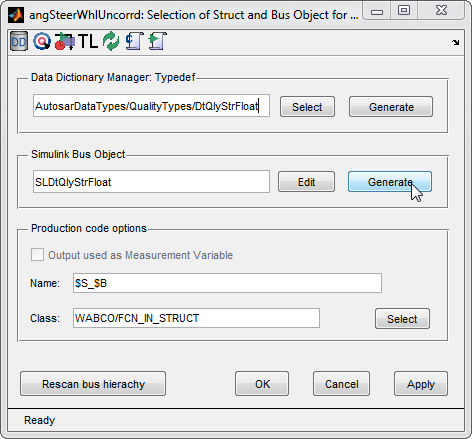 angSteerWhlUncorrd: Selection of Struct and Bus Object for ...
DD TL
Data Dictionary Manager: Typedef
AutosarDataTypes/QualityTypes/DtQlyStrFloat Select Generate
Simulink Bus Object
SLDtQlyStrFloat Edit Generate
Production code options
Output used as Measurement Variable
Name: $S_$B
Class: WABCO/FCN_IN_STRUCT Select
Rescan bus hierachy OK Cancel Apply
Ready